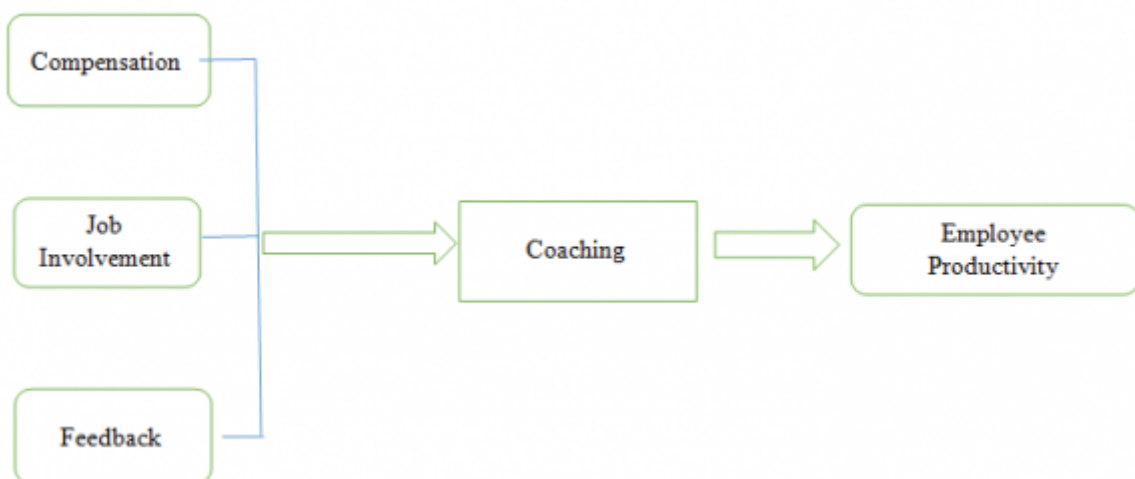 Compensation
Job
Involvement
Coaching
Employee
Productivity
Feedback